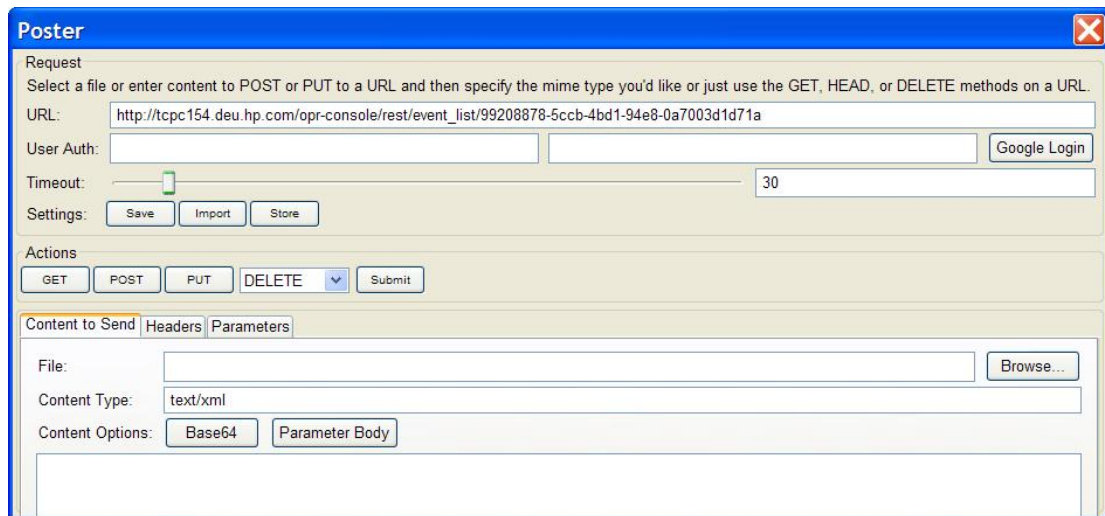 Poster
Request
Select a file or enter content to POST or PUT to a URL and then specify the mime type you'd like or just use the GET, HEAD, or DELETE methods on a URL.
URL: http://tcpc154.deu.hp.com/opr-console/rest/event_list/99208878-5ccb-4bd1-94e8-0a7003d1d71a
User Auth: Google Login
Timeout: 30
Settings: Save Import Store
Actions
GET POST PUT DELETE Submit
Content to Send Headers Parameters
File: Browse...
Content Type: text/xml
Content Options: Base64 Parameter Body